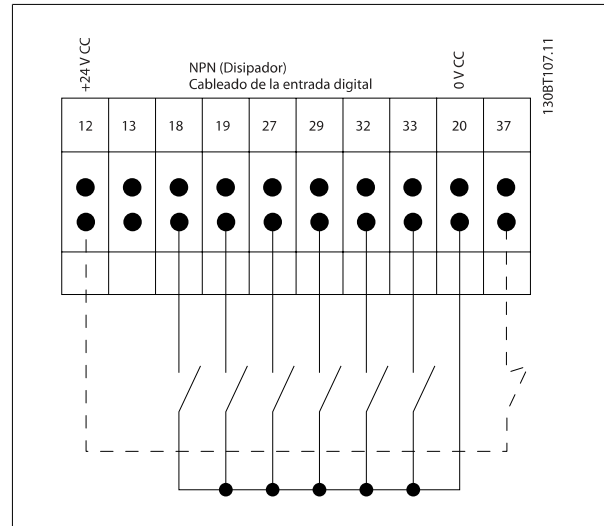 +24 V CC
NPN (Disipador)
Cableado de la entrada digital
0 V CC
130BT107.11
12 13 18 19 27 29 32 33 20 37